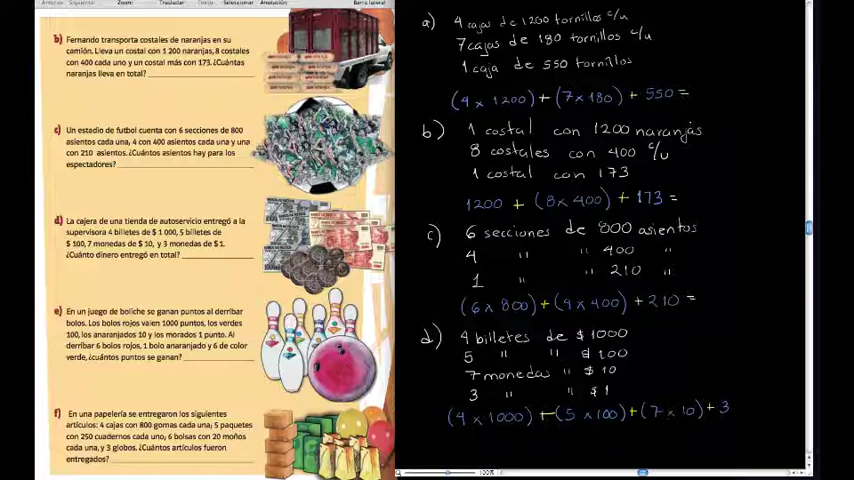 Anterior Siguiente Zoom Trasladar Texto Seleccionar Anotación Barra lateral
b) Fernando transporta costales de naranjas en su
camión. Lleva un costal con 1 200 naranjas, 8 costales
con 400 cada uno y un costal más con 173. ¿Cuántas
naranjas lleva en total?
c) Un estadio de futbol cuenta con 6 secciones de 800
asientos cada una, 4 con 400 asientos cada una y una
con 210 asientos. ¿Cuántos asientos hay para los
espectadores?
d) La cajera de una tienda de autoservicio entregó a la
supervisora 4 billetes de $ 1 000, 5 billetes de
$ 100, 7 monedas de $ 10, y 3 monedas de $ 1.
¿Cuánto dinero entregó en total?
e) En un juego de boliche se ganan puntos al derribar
bolos. Los bolos rojos valen 1000 puntos, los verdes
100, los anaranjados 10 y los morados 1 punto. Al
derribar 6 bolos rojos, 1 bolo anaranjado y 6 de color
verde, ¿cuántos puntos se ganan?
f) En una papelería se entregaron los siguientes
artículos: 4 cajas con 800 gomas cada una; 5 paquetes
con 250 cuadernos cada uno; 6 bolsas con 20 moños
cada una, y 3 globos. ¿Cuántos artículos fueron
entregados?
a) 4 cajas de 1200 tornillos c/u
7 cajas de 180 tornillos c/u
1 caja de 550 tornillos
(4 x 1200) + (7 x 180) + 550 =
b) 1 costal con 1200 naranjas
8 costales con 400 c/u
1 costal con 173
1200 + (8 x 400) + 173 =
c) 6 secciones de 800 asientos
4 " " 400 "
1 " " 210 "
(6 x 800) + (4 x 400) + 210 =
d) 4 billetes de $1000
5 " " $100
7 monedas " $10
3 " " $1
(4 x 1000) + (5 x 100) + (7 x 10) + 3
100%